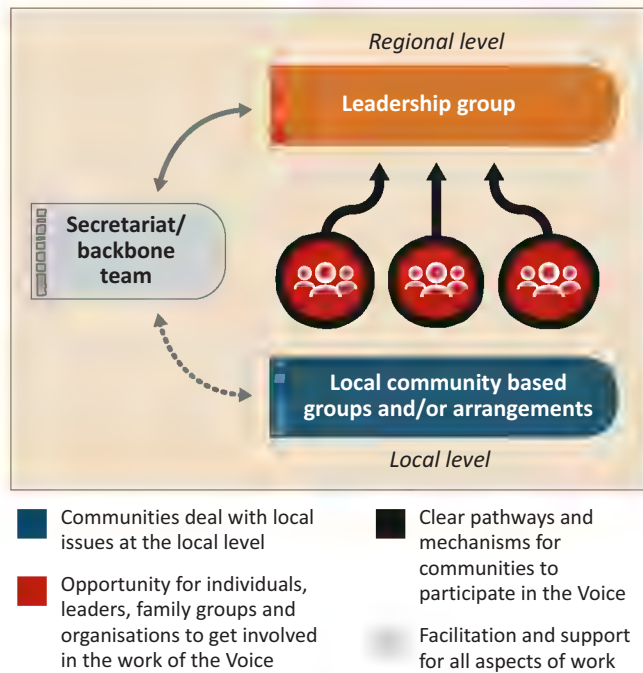 Regional level
Leadership group
Secretariat/
backbone
team
Local community based
groups and/or arrangements
Local level
Communities deal with local
issues at the local level
Opportunity for individuals,
leaders, family groups and
organisations to get involved
in the work of the Voice
Clear pathways and
mechanisms for
communities to
participate in the Voice
Facilitation and support
for all aspects of work